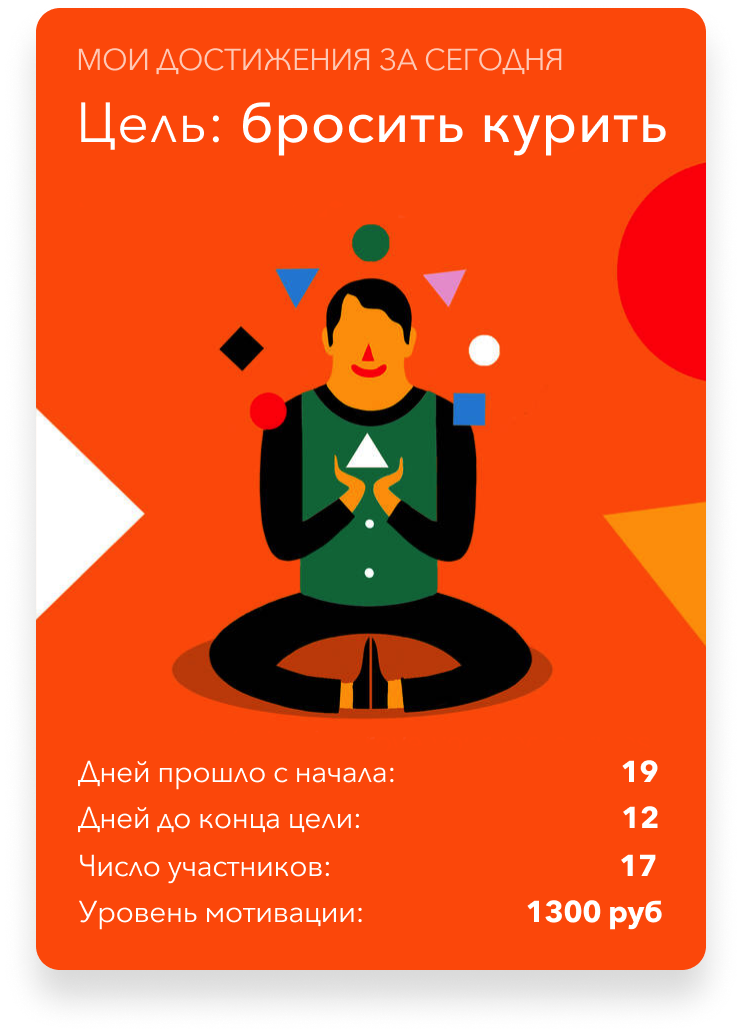 МОИ ДОСТИЖЕНИЯ ЗА СЕГОДНЯ
Цель: бросить курить
Дней прошло с начала: 19
Дней до конца цели: 12
Число участников: 17
Уровень мотивации: 1300 руб